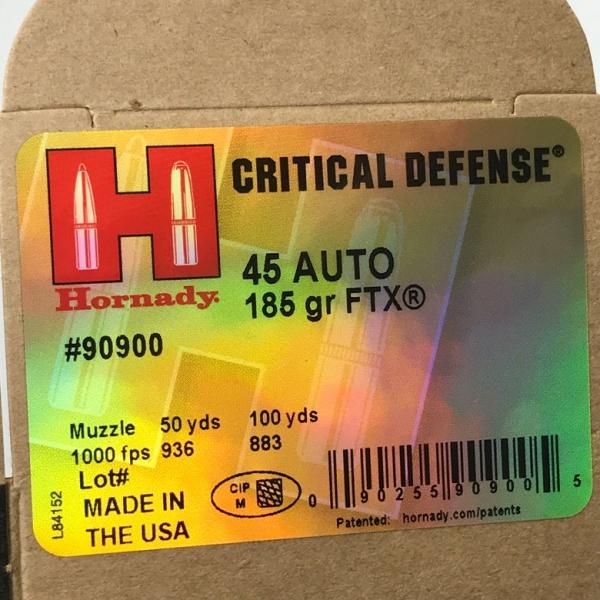 H
Hornady.
CRITICAL DEFENSE®
45 AUTO
185 gr FTX®
#90900
Muzzle 50 yds 100 yds
1000 fps 936 883
Lot#
MADE IN
THE USA
CIP
M
L84152
0 90255 90900 5
Patented: hornady.com/patents